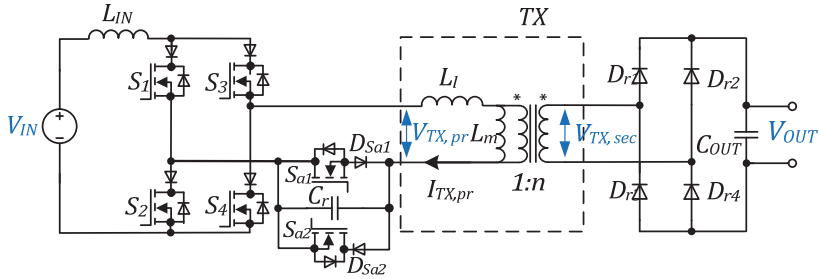 L_IN
TX
S_1
S_3
L_l
D_r1
D_r2
V_IN
+
−
V_TX,pr
L_m
*
*
V_TX,sec
C_OUT
V_OUT
D_Sa1
S_a1
I_TX,pr
1:n
S_2
S_4
C_r
D_r
D_r4
S_a2
D_Sa2